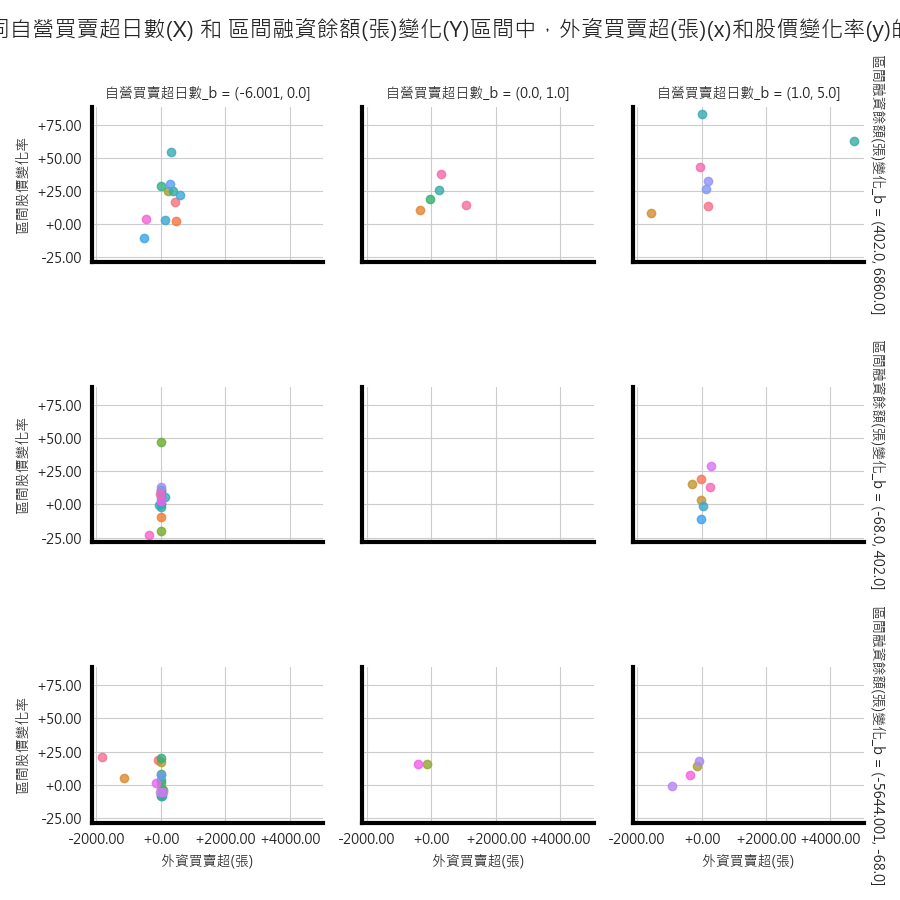 同自營買賣超日數(X) 和 區間融資餘額(張)變化(Y)區間中，外資買賣超(張)(x)和股價變化率(y)的
自營買賣超日數_b = (-6.001, 0.0]
自營買賣超日數_b = (0.0, 1.0]
自營買賣超日數_b = (1.0, 5.0]
區間股價變化率
+75.00
+50.00
+25.00
+0.00
-25.00
區間融資餘額(張)變化_b = (402.0, 6860.0]
區間股價變化率
+75.00
+50.00
+25.00
+0.00
-25.00
區間融資餘額(張)變化_b = (-68.0, 402.0]
區間股價變化率
+75.00
+50.00
+25.00
+0.00
-25.00
區間融資餘額(張)變化_b = (-5644.001, -68.0]
-2000.00 +0.00 +2000.00 +4000.00
-2000.00 +0.00 +2000.00 +4000.00
-2000.00 +0.00 +2000.00 +4000.00
外資買賣超(張)
外資買賣超(張)
外資買賣超(張)